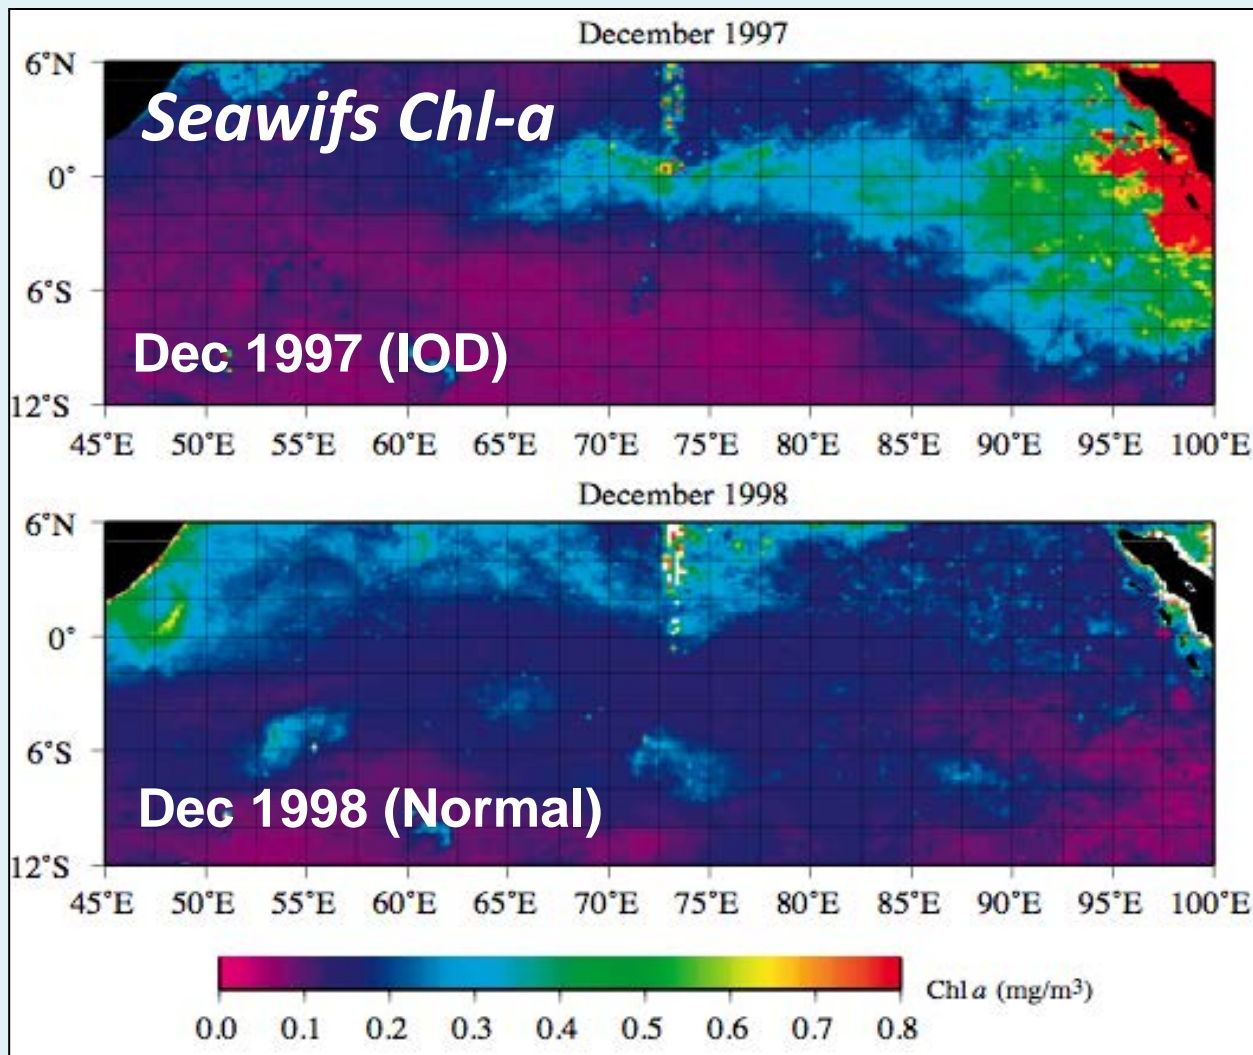 December 1997
6°N
Seawifs Chl-a
0°
6°S
Dec 1997 (IOD)
12°S
45°E 50°E 55°E 60°E 65°E 70°E 75°E 80°E 85°E 90°E 95°E 100°E
December 1998
6°N
0°
6°S
Dec 1998 (Normal)
12°S
45°E 50°E 55°E 60°E 65°E 70°E 75°E 80°E 85°E 90°E 95°E 100°E
Chl a (mg/m³)
0.0 0.1 0.2 0.3 0.4 0.5 0.6 0.7 0.8